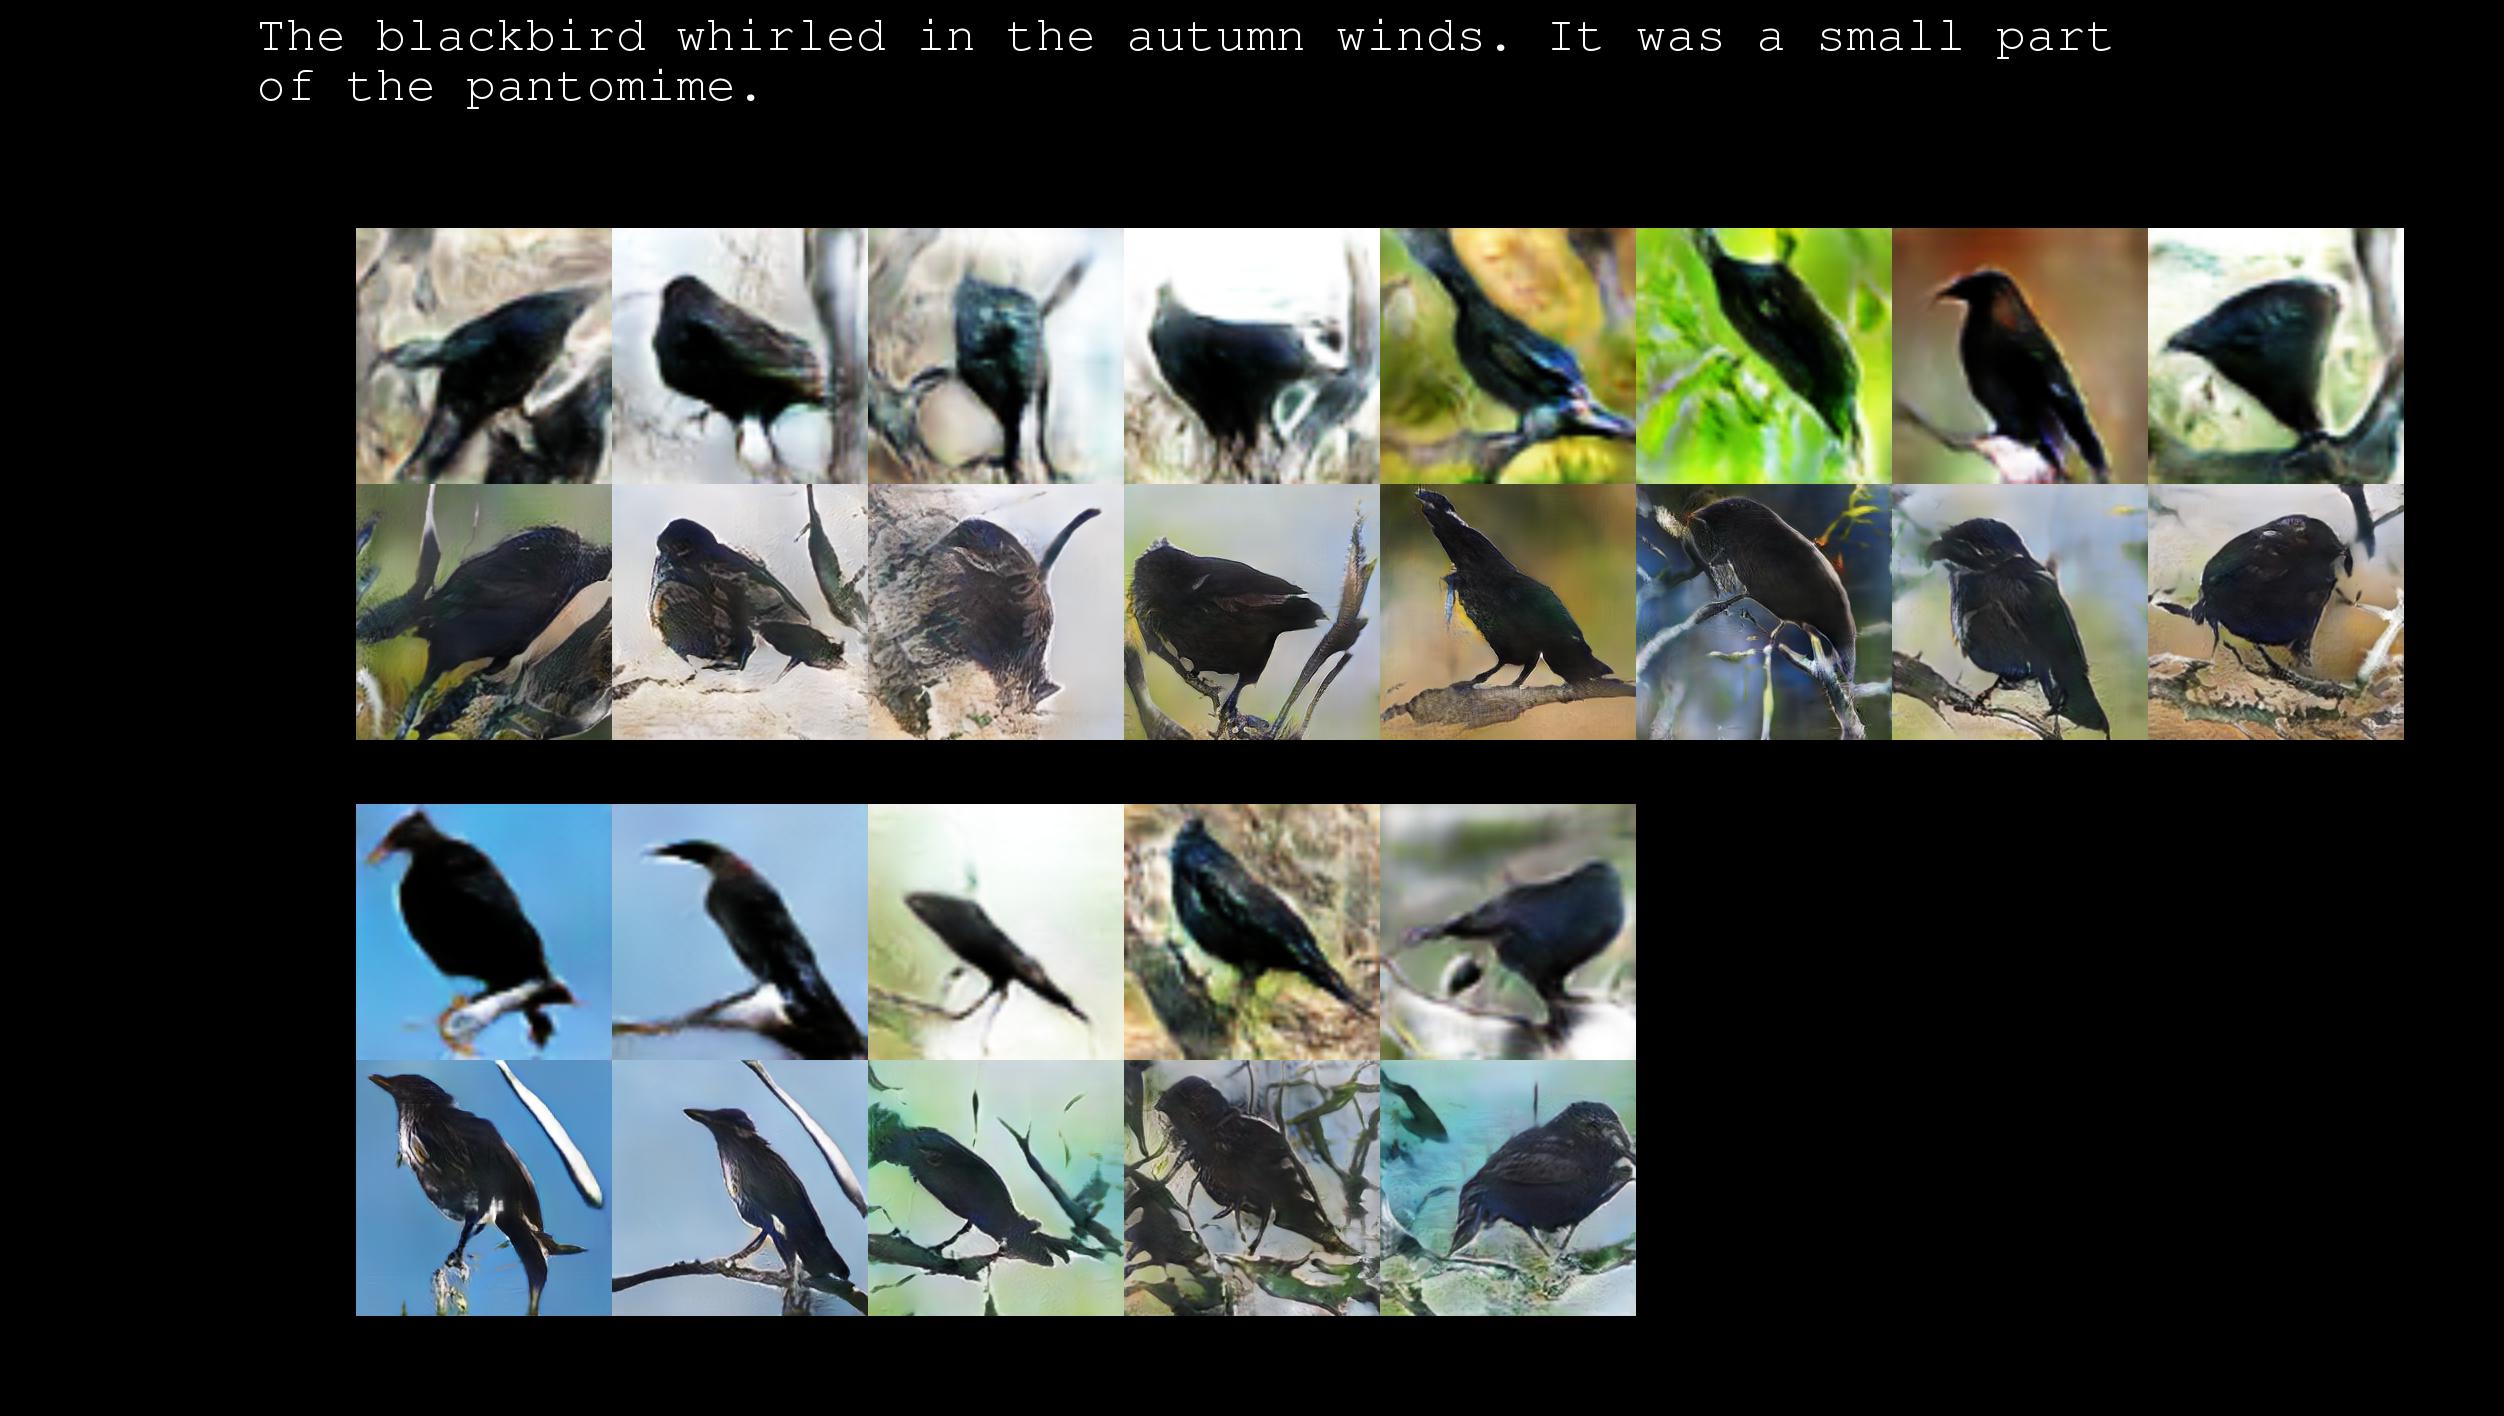 The blackbird whirled in the autumn winds. It was a small part
of the pantomime.